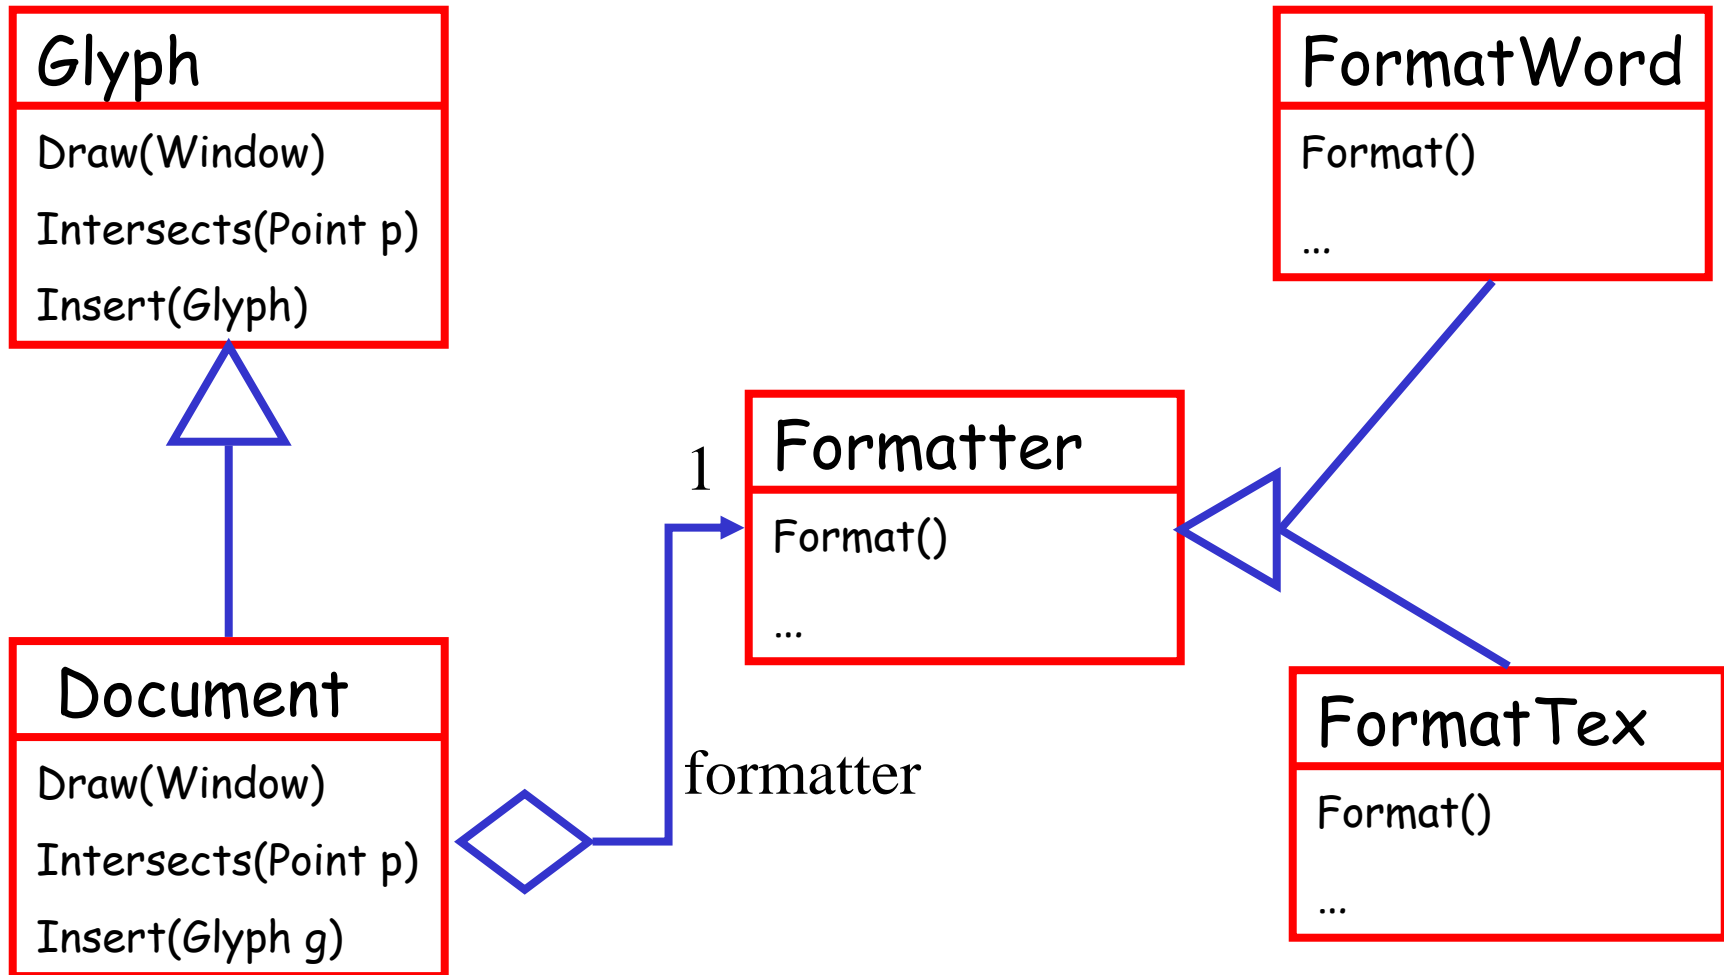 Glyph
Draw(Window)
Intersects(Point p)
Insert(Glyph)
FormatWord
Format()
...
1
Formatter
Format()
...
Document
Draw(Window)
Intersects(Point p)
Insert(Glyph g)
formatter
FormatTex
Format()
...